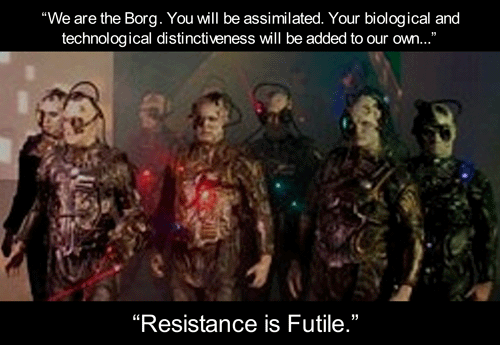 “We are the Borg. You will be assimilated. Your biological and
technological distinctiveness will be added to our own...”
“Resistance is Futile.”